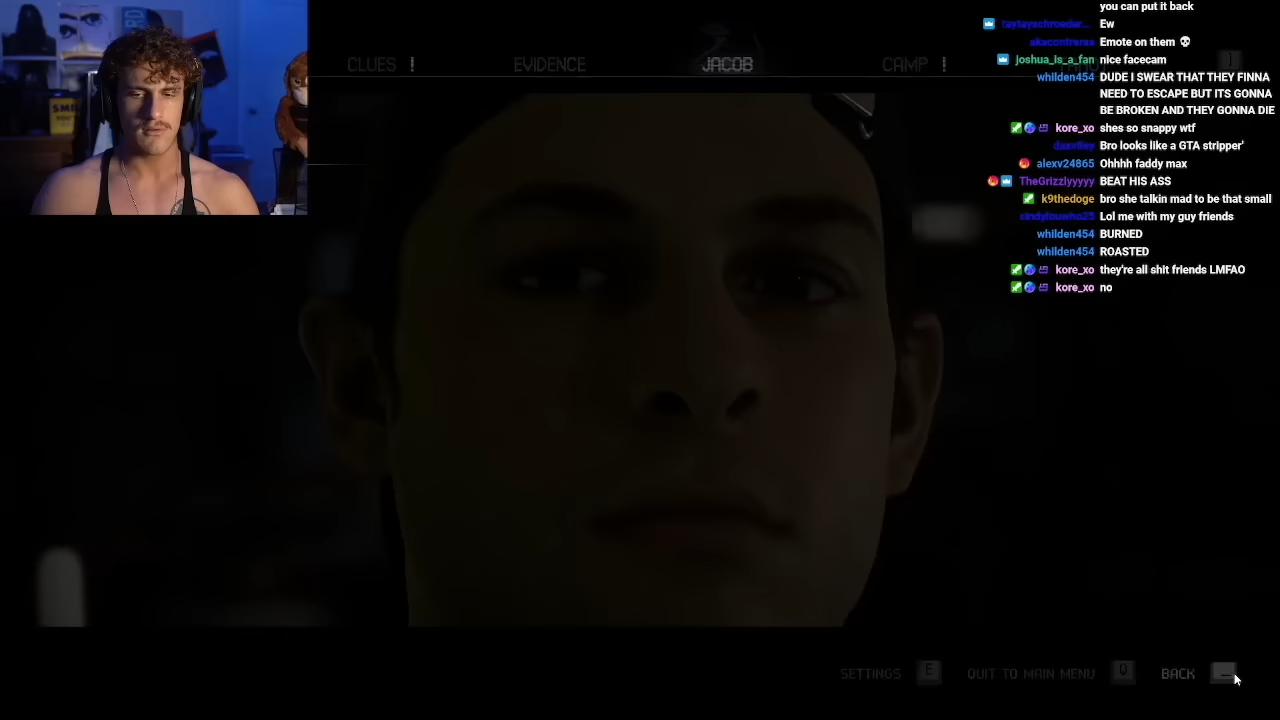 you can put it back
taytayschroeder... Ew
akacontreras Emote on them 💀
joshua_is_a_fan nice facecam
whilden454 DUDE I SWEAR THAT THEY FINNA
NEED TO ESCAPE BUT ITS GONNA
BE BROKEN AND THEY GONNA DIE
kore_xo shes so snappy wtf
Bro looks like a GTA stripper'
alexv24865 Ohhhh faddy max
TheGrizzlyyyyy BEAT HIS ASS
k9thedoge bro she talkin mad to be that small
cindylouwho25 Lol me with my guy friends
whilden454 BURNED
whilden454 ROASTED
kore_xo they're all shit friends LMFAO
kore_xo no
CLUES ! EVIDENCE JACOB CAMP !
SMIL
SETTINGS E QUIT TO MAIN MENU Q BACK